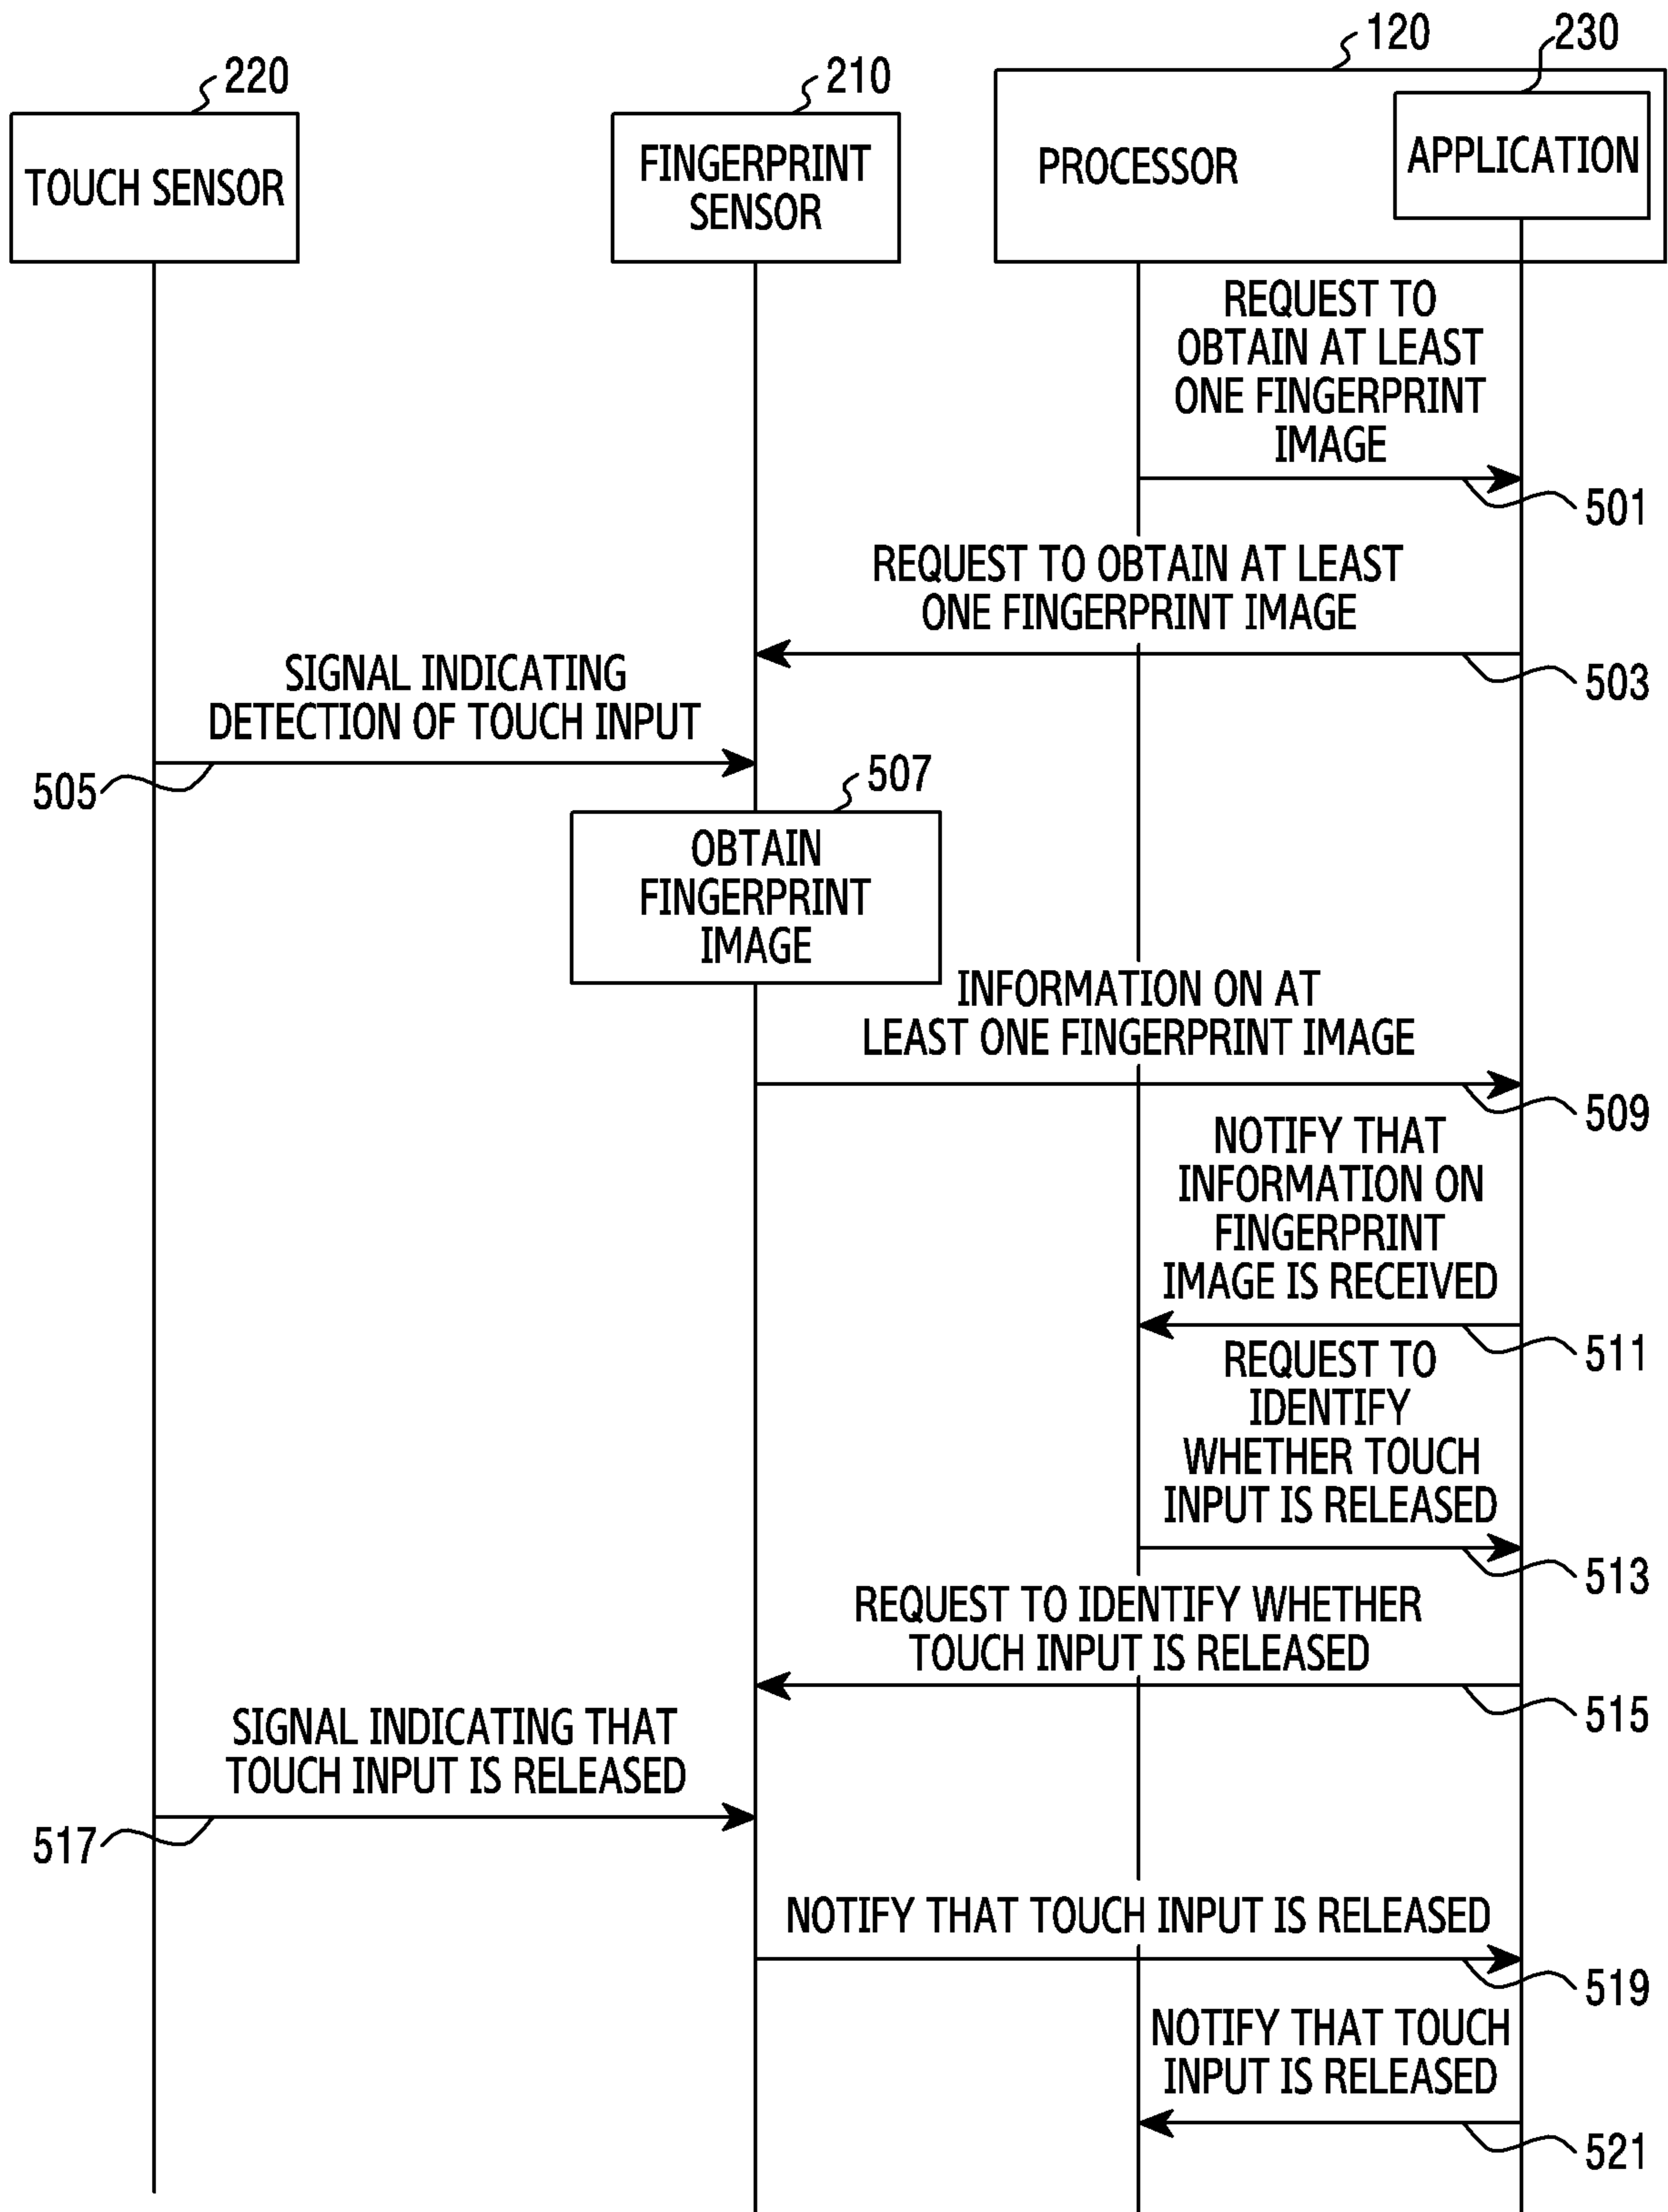 120
230
220
210
TOUCH SENSOR
FINGERPRINT
SENSOR
PROCESSOR
APPLICATION
REQUEST TO
OBTAIN AT LEAST
ONE FINGERPRINT
IMAGE
501
REQUEST TO OBTAIN AT LEAST
ONE FINGERPRINT IMAGE
503
SIGNAL INDICATING
DETECTION OF TOUCH INPUT
505
507
OBTAIN
FINGERPRINT
IMAGE
INFORMATION ON AT
LEAST ONE FINGERPRINT IMAGE
509
NOTIFY THAT
INFORMATION ON
FINGERPRINT
IMAGE IS RECEIVED
511
REQUEST TO
IDENTIFY
WHETHER TOUCH
INPUT IS RELEASED
513
REQUEST TO IDENTIFY WHETHER
TOUCH INPUT IS RELEASED
515
SIGNAL INDICATING THAT
TOUCH INPUT IS RELEASED
517
NOTIFY THAT TOUCH INPUT IS RELEASED
519
NOTIFY THAT TOUCH
INPUT IS RELEASED
521